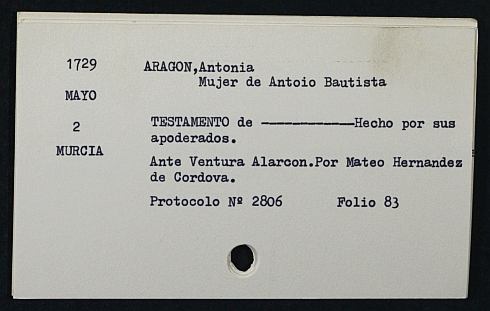 1729 ARAGON,Antonia
Mujer de Antoio Bautista
MAYO
2 TESTAMENTO de ——————Hecho por sus
apoderados.
MURCIA
Ante Ventura Alarcon.Por Mateo Hernandez
de Cordova.
Protocolo Nº 2806 Folio 83